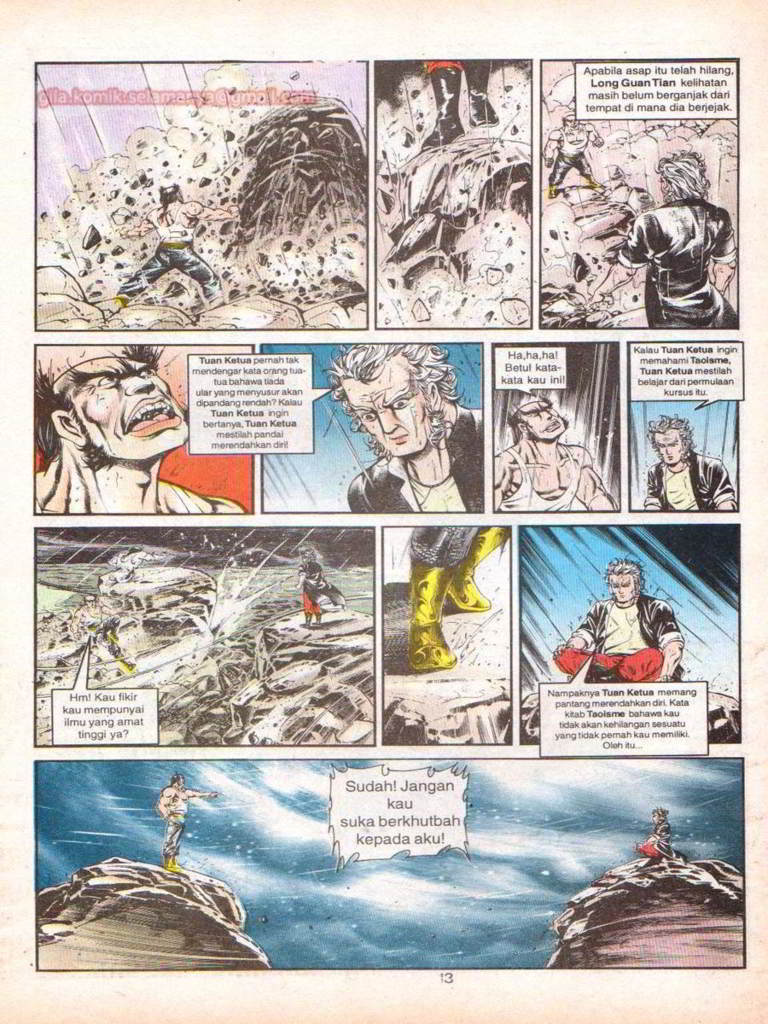 gila.komik.selamanya@gmail.com
Apabila asap itu telah hilang,
Long Guan Tian kelihatan
masih belum berganjak dari
tempat di mana dia berjejak.
Tuan Ketua pernah tak
mendengar kata orang tua-
tua bahawa tiada
ular yang menyusur akan
dipandang rendah? Kalau
Tuan Ketua ingin
bertanya, Tuan Ketua
mestilah pandai
merendahkan diri!
Ha,ha,ha!
Betul kata-
kata kau ini!
Kalau Tuan Ketua ingin
memahami Taoisme,
Tuan Ketua mestilah
belajar dari permulaan
kursus itu.
Hm! Kau fikir
kau mempunyai
ilmu yang amat
tinggi ya?
Nampaknya Tuan Ketua memang
pantang merendahkan diri. Kata
kitab Taoisme bahawa kau
tidak akan kehilangan sesuatu
yang tidak pernah kau memiliki.
Oleh itu...
Sudah! Jangan
kau
suka berkhutbah
kepada aku!
13